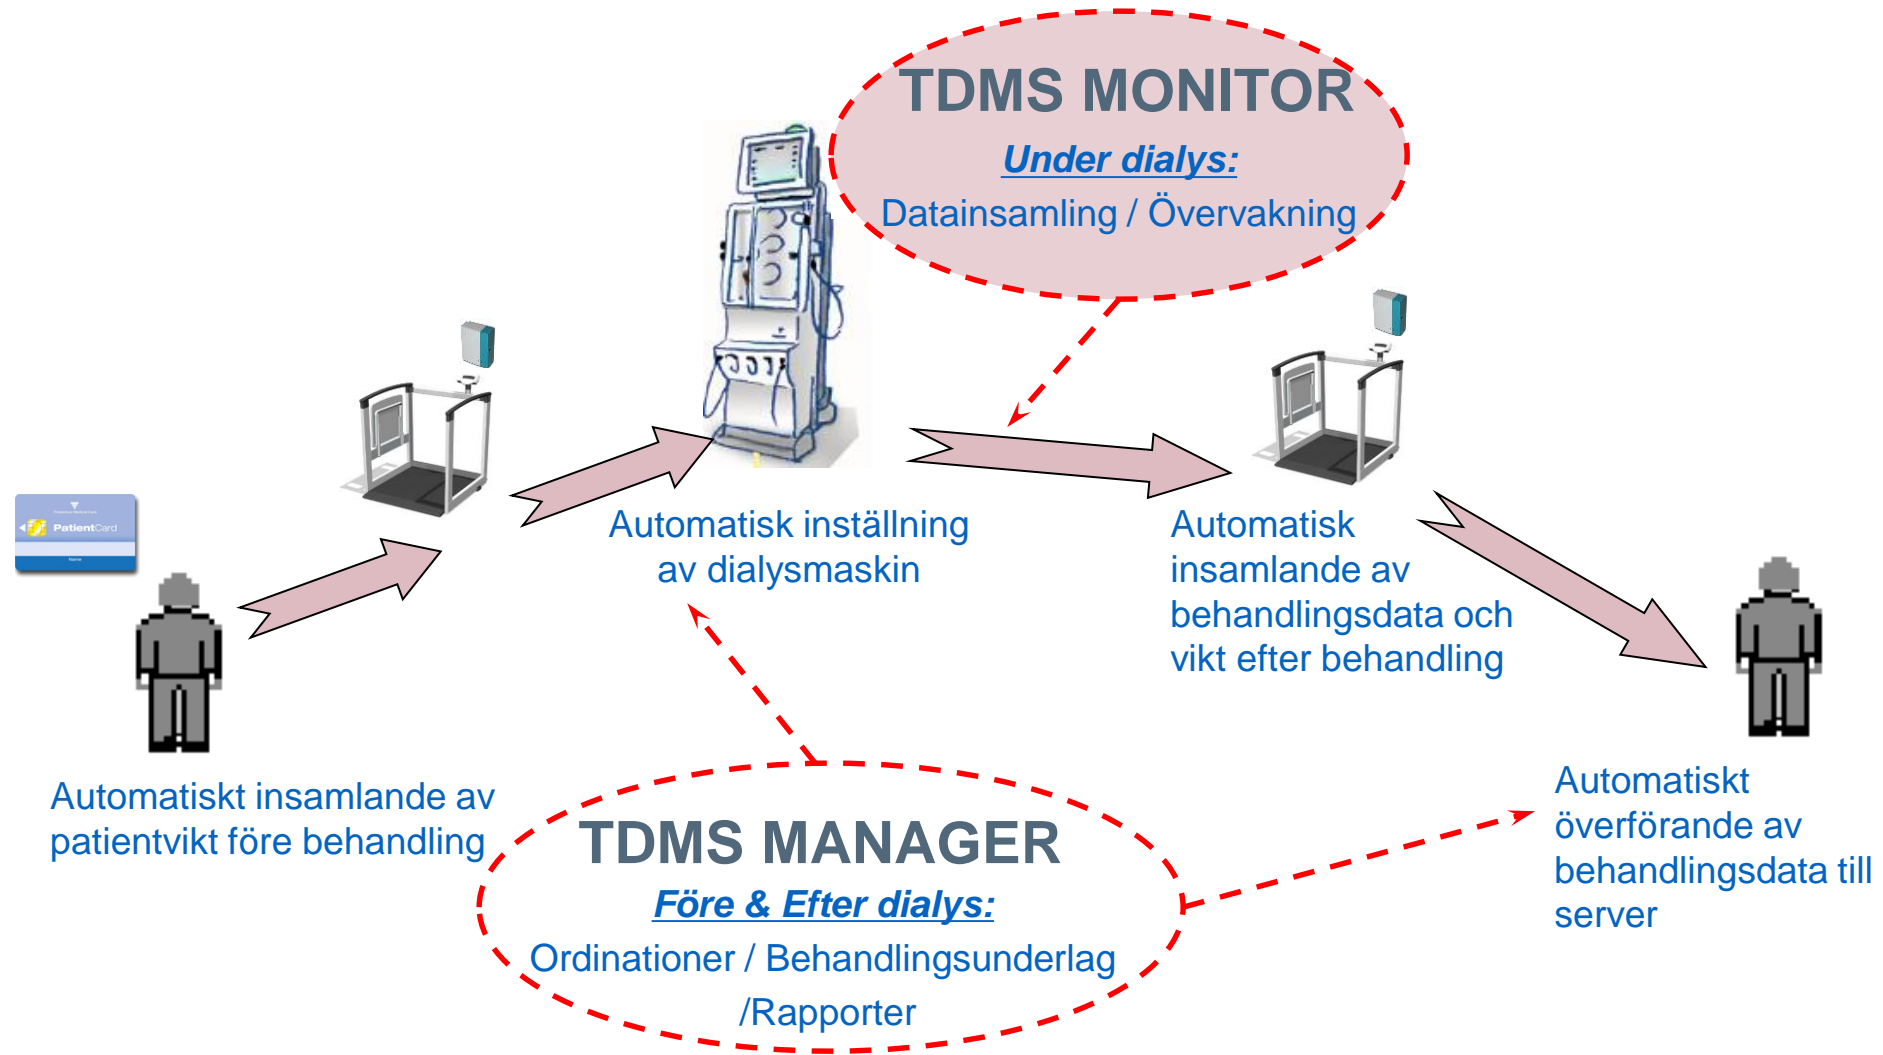 TDMS MONITOR
Under dialys:
Datainsamling / Övervakning
PatientCard
Name
Automatisk inställning
av dialysmaskin
Automatisk
insamlande av
behandlingsdata och
vikt efter behandling
Automatiskt insamlande av
patientvikt före behandling
TDMS MANAGER
Före & Efter dialys:
Ordinationer / Behandlingsunderlag
/Rapporter
Automatiskt
överförande av
behandlingsdata till
server